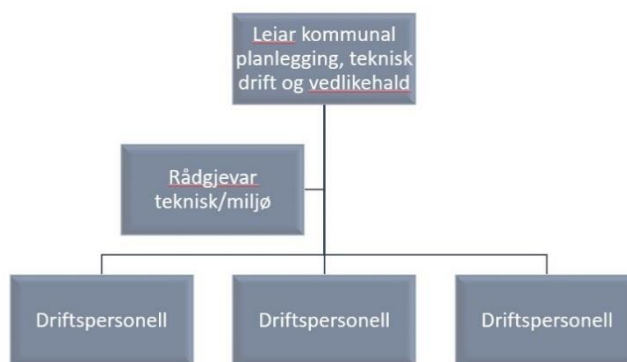 Leiar kommunal
planlegging, teknisk
drift og vedlikehald
Rådgjevar
teknisk/miljø
Driftspersonell
Driftspersonell
Driftspersonell